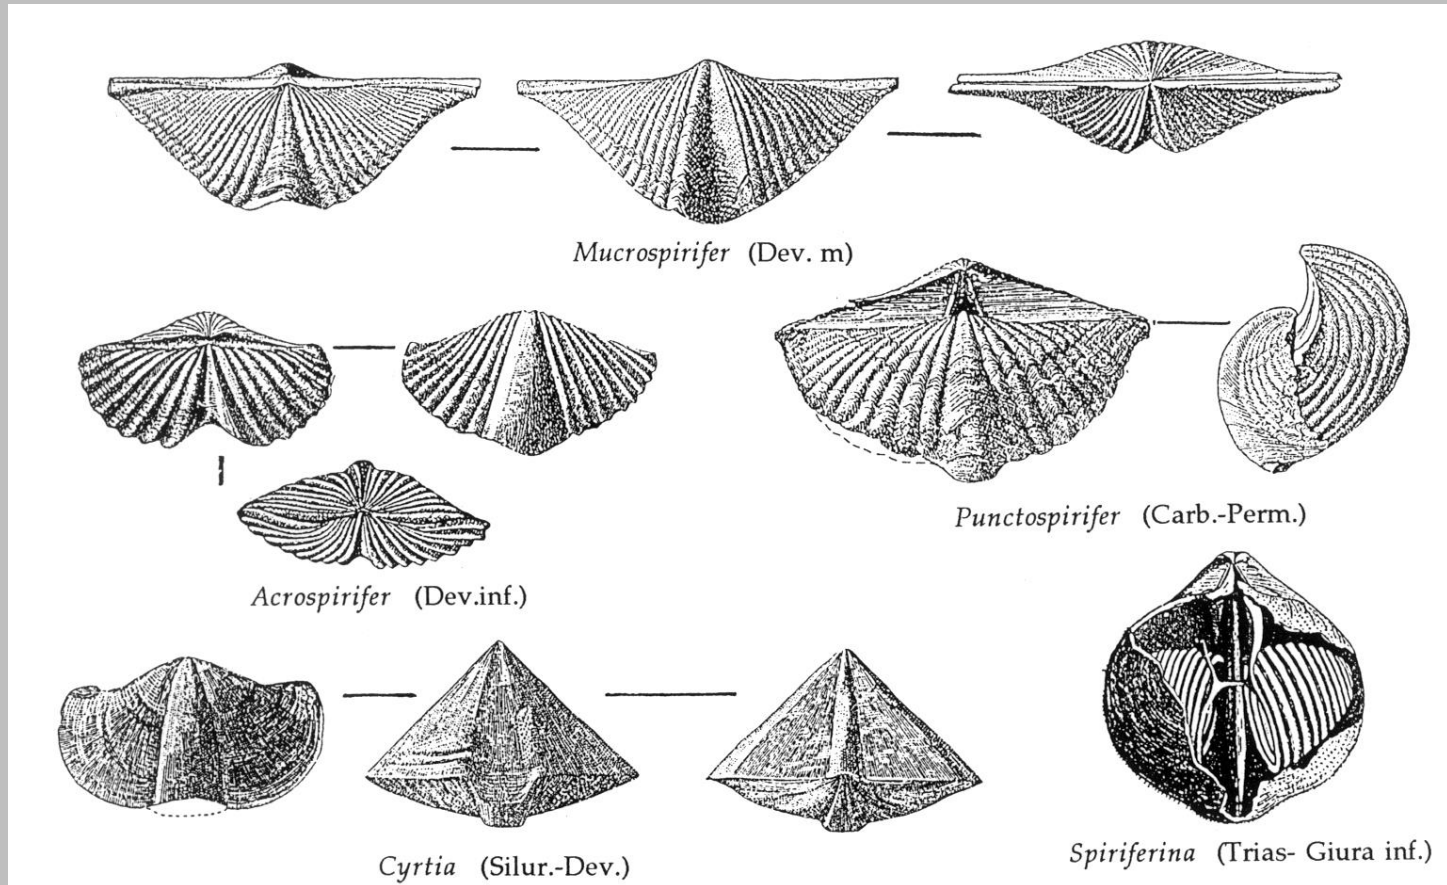 Mucrospirifer (Dev. m)
Punctospirifer (Carb.-Perm.)
Acrospirifer (Dev.inf.)
Cyrtia (Silur.-Dev.)
Spiriferina (Trias- Giura inf.)